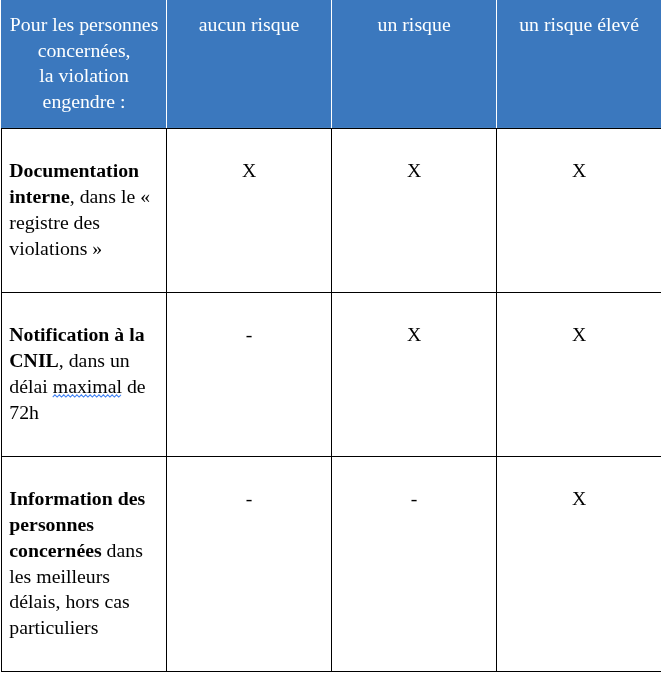 Pour les personnes
concernées,
la violation
engendre :
aucun risque
un risque
un risque élevé
Documentation
interne, dans le «
registre des
violations »
X
X
X
Notification à la
CNIL, dans un
délai maximal de
72h
-
X
X
Information des
personnes
concernées dans
les meilleurs
délais, hors cas
particuliers
-
-
X